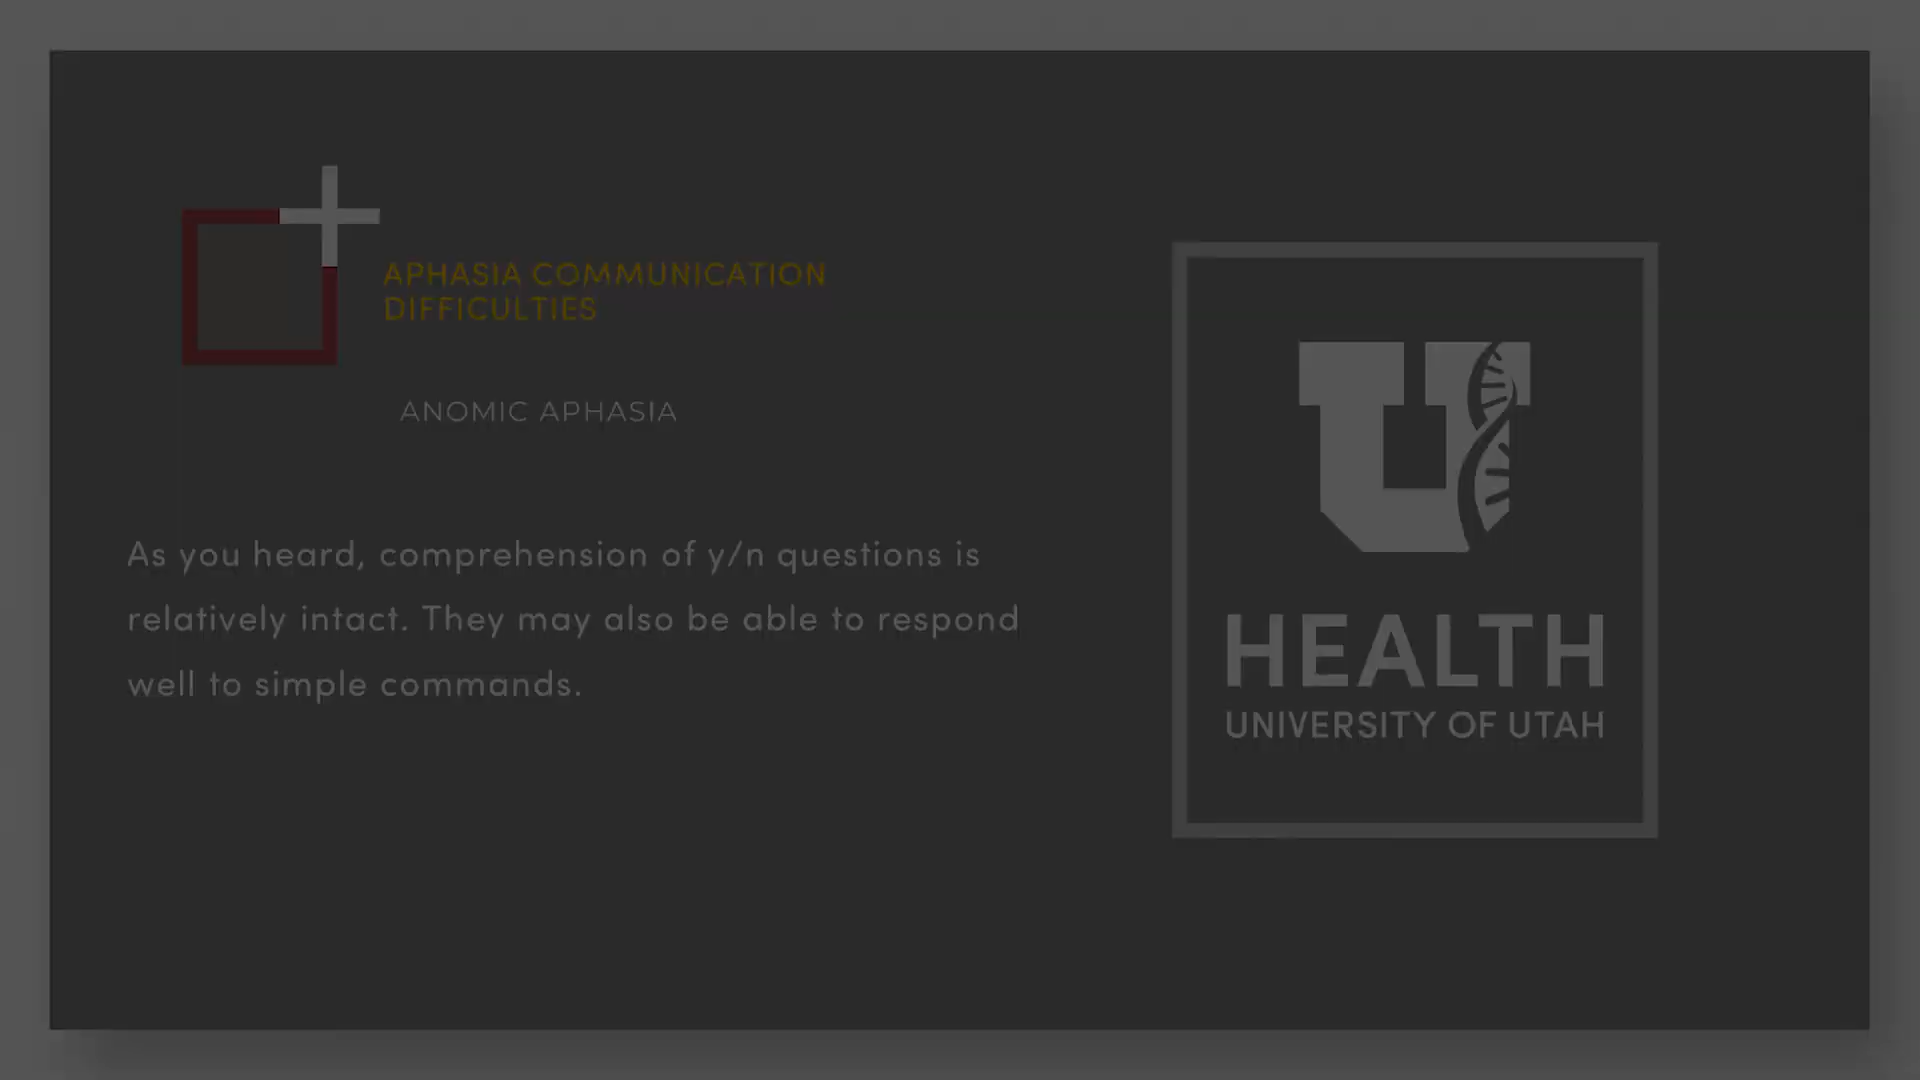 APHASIA COMMUNICATION
DIFFICULTIES
ANOMIC APHASIA
As you heard, comprehension of y/n questions is
relatively intact. They may also be able to respond
well to simple commands.
U
HEALTH
UNIVERSITY OF UTAH